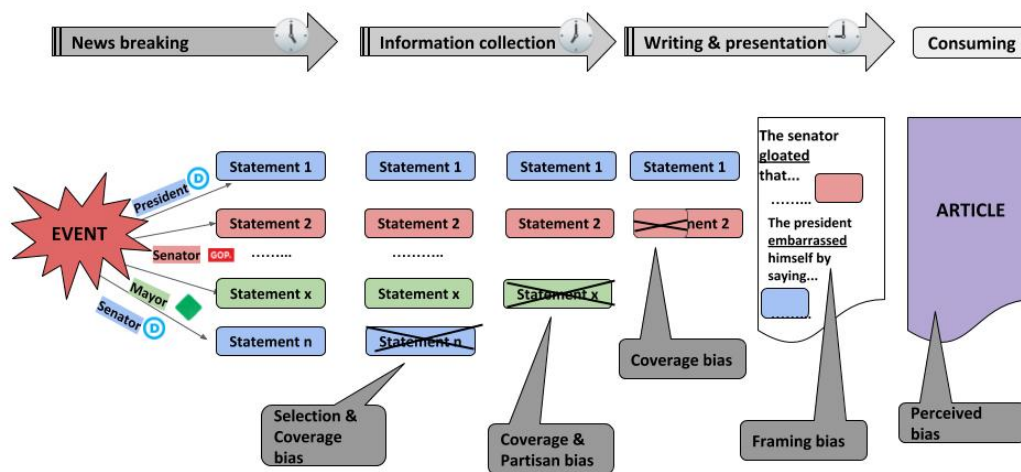 News breaking
Information collection
Writing & presentation
Consuming
EVENT
President
D
Senator
GOP.
Mayor
Senator
D
Statement 1
Statement 2
.........
Statement x
Statement n
Statement 1
Statement 2
..........
Statement x
Statement n
Statement 1
Statement 2
Statement x
Statement 1
ment 2
The senator
gloated
that...
.........
The president
embarrassed
himself by
saying...
.........
ARTICLE
Selection &
Coverage
bias
Coverage &
Partisan bias
Coverage bias
Framing bias
Perceived
bias